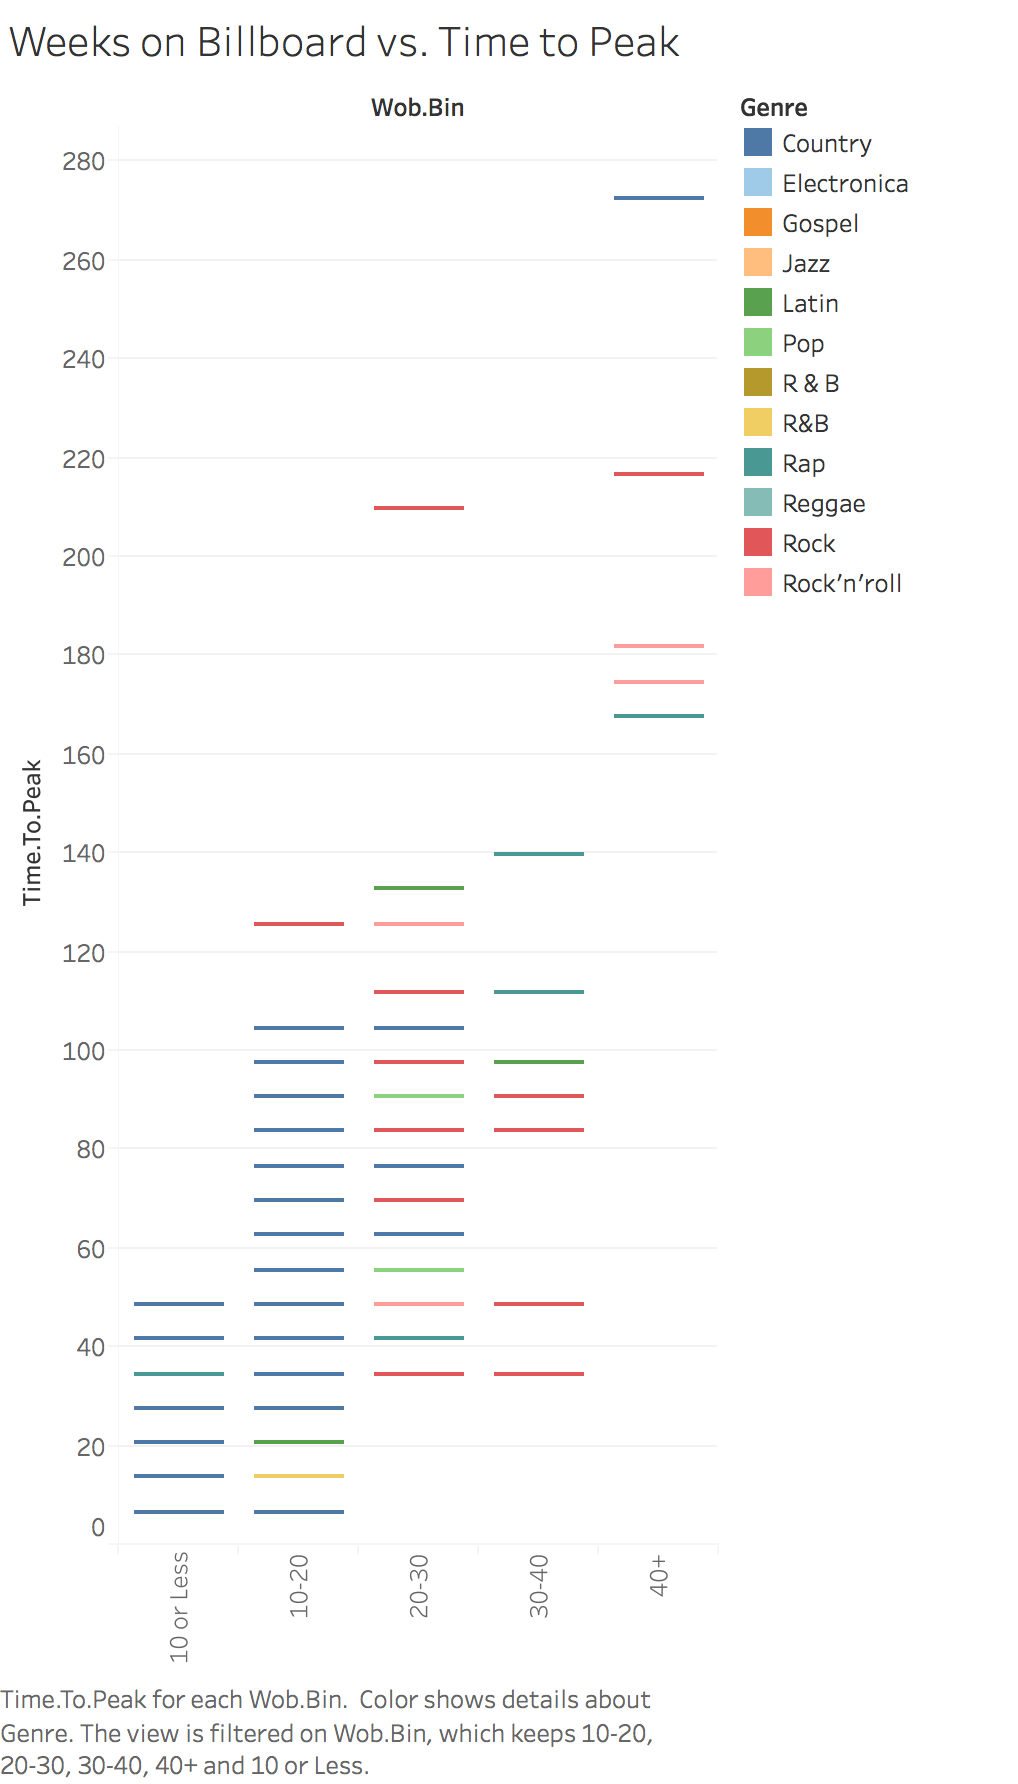 Weeks on Billboard vs. Time to Peak
Wob.Bin
Genre
Country
Electronica
Gospel
Jazz
Latin
Pop
R & B
R&B
Rap
Reggae
Rock
Rock’n’roll
Time.To.Peak
280
260
240
220
200
180
160
140
120
100
80
60
40
20
0
10 or Less
10-20
20-30
30-40
40+
Time.To.Peak for each Wob.Bin.  Color shows details about
Genre. The view is filtered on Wob.Bin, which keeps 10-20,
20-30, 30-40, 40+ and 10 or Less.